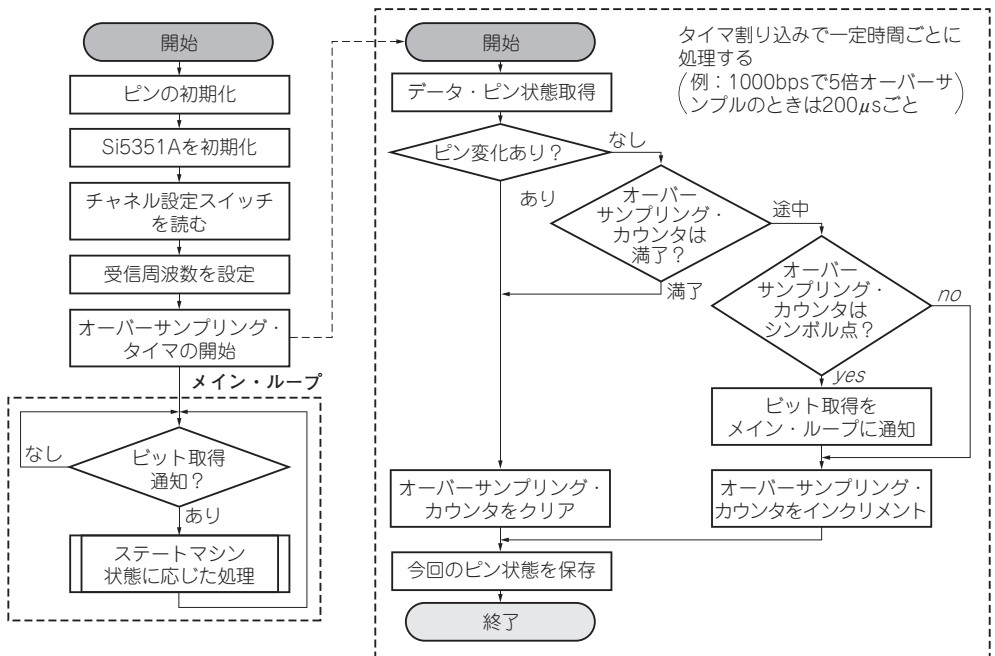 開始
ピンの初期化
Si5351Aを初期化
チャネル設定スイッチ
を読む
受信周波数を設定
オーバーサンプリング・
タイマの開始
メイン・ループ
なし
ビット取得
通知？
あり
ステートマシン
状態に応じた処理
開始
タイマ割り込みで一定時間ごとに
処理する
(例：1000bpsで5倍オーバーサ
ンプルのときは200μsごと)
データ・ピン状態取得
ピン変化あり？
なし
あり
オーバー
サンプリング・
カウンタは
満了？
途中
満了
オーバー
サンプリング・
カウンタは
シンボル点？
no
yes
ビット取得を
メイン・ループに通知
オーバーサンプリング・
カウンタをクリア
オーバーサンプリング・
カウンタをインクリメント
今回のピン状態を保存
終了